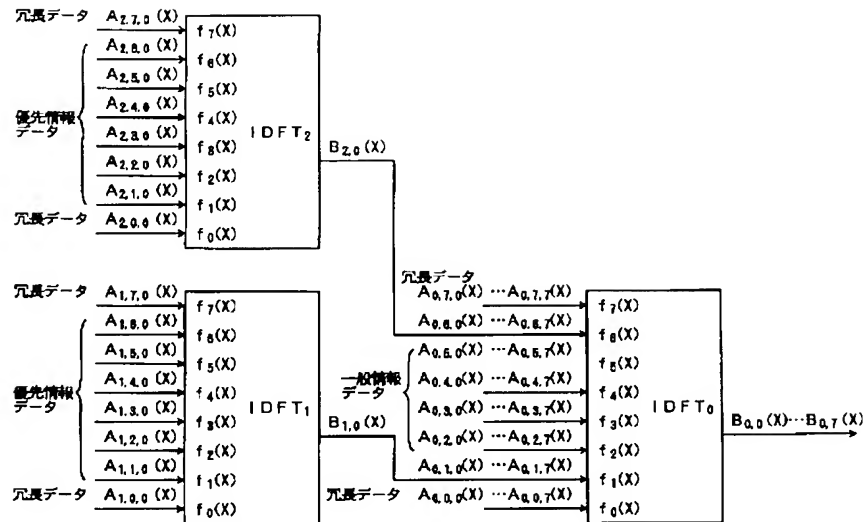 冗長データ A2,7,0 (X) f7(X)
A2,6,0 (X) f6(X)
A2,5,0 (X) f5(X)
優先情報データ A2,4,0 (X) f4(X)
A2,3,0 (X) f3(X)
A2,2,0 (X) f2(X)
A2,1,0 (X) f1(X)
冗長データ A2,0,0 (X) f0(X)
IDFT2
B2,0 (X)
冗長データ A1,7,0 (X) f7(X)
A1,6,0 (X) f6(X)
A1,5,0 (X) f5(X)
優先情報データ A1,4,0 (X) f4(X)
A1,3,0 (X) f3(X)
A1,2,0 (X) f2(X)
A1,1,0 (X) f1(X)
冗長データ A1,0,0 (X) f0(X)
IDFT1
B1,0 (X)
冗長データ
A0,7,0(X) ···A0,7,7(X) f7(X)
A0,6,0(X) ···A0,6,7(X) f6(X)
A0,5,0(X) ···A0,5,7(X) f5(X)
一般情報データ A0,4,0(X) ···A0,4,7(X) f4(X)
A0,3,0(X) ···A0,3,7(X) f3(X)
A0,2,0(X) ···A0,2,7(X) f2(X)
A0,1,0(X) ···A0,1,7(X) f1(X)
冗長データ A0,0,0(X) ···A0,0,7(X) f0(X)
IDFT0
B0,0(X)···B0,7(X)